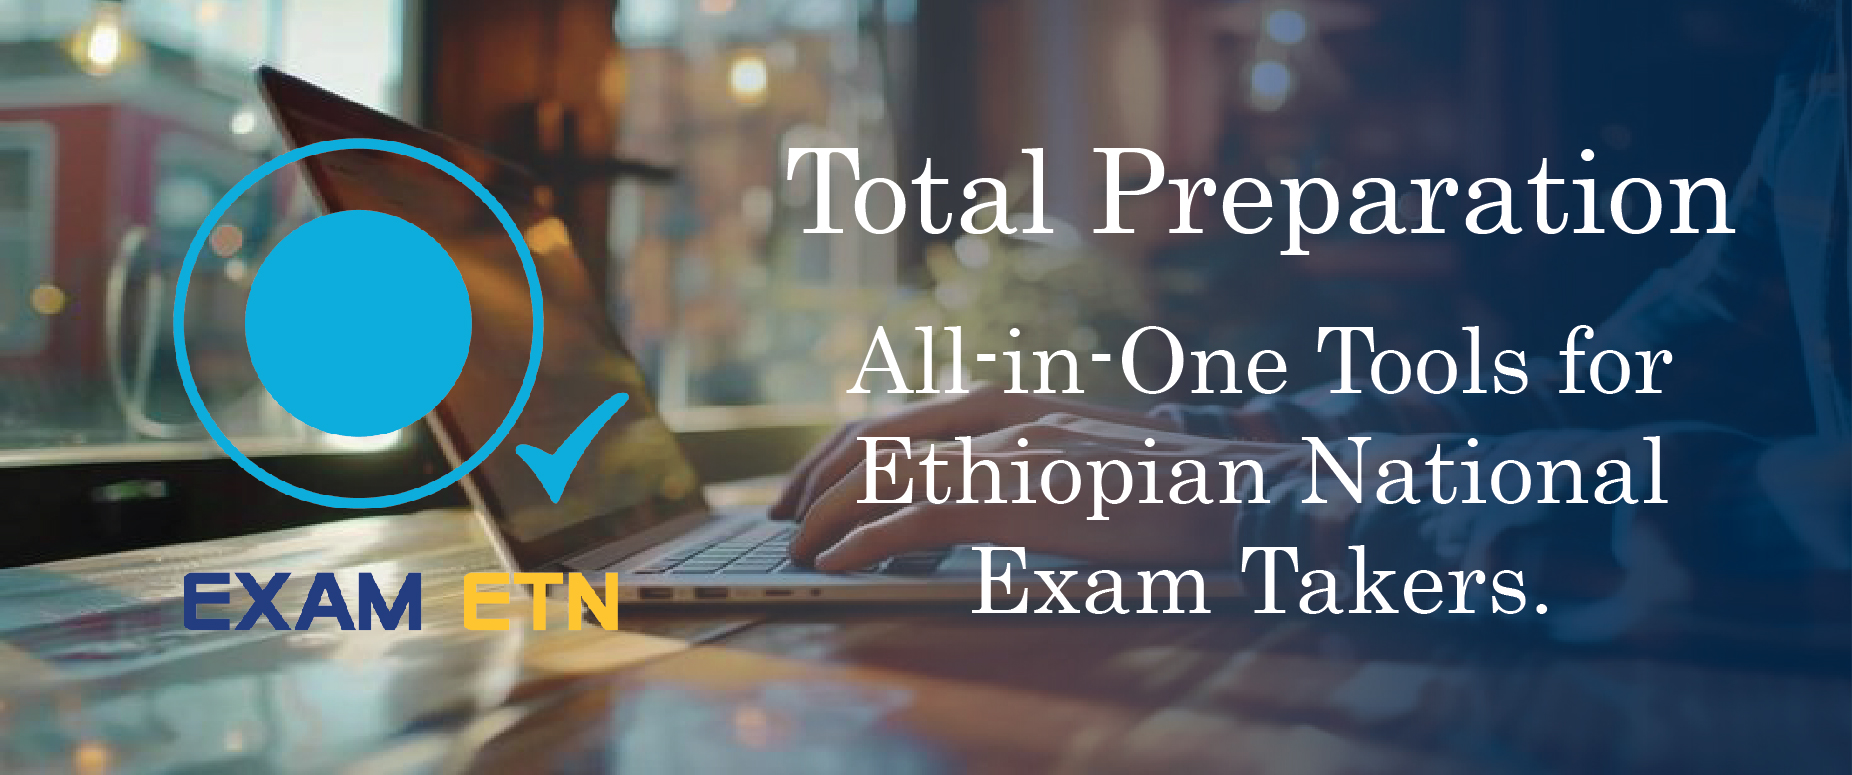 Total Preparation
All-in-One Tools for
Ethiopian National
Exam Takers.
EXAM ETN